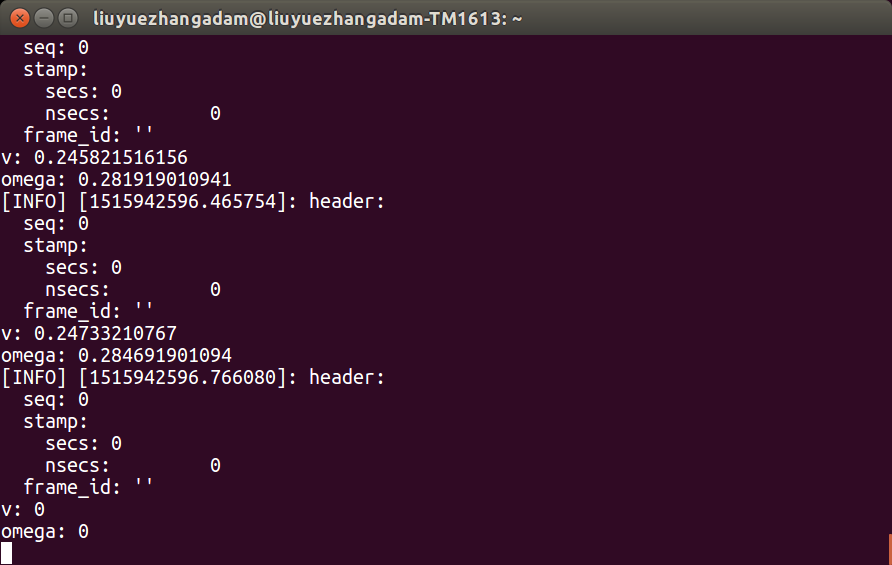 liuyuezhangadam@liuyuezhangadam-TM1613: ~
  seq: 0
  stamp:
    secs: 0
    nsecs:         0
  frame_id: ''
v: 0.245821516156
omega: 0.281919010941
[INFO] [1515942596.465754]: header:
  seq: 0
  stamp:
    secs: 0
    nsecs:         0
  frame_id: ''
v: 0.24733210767
omega: 0.284691901094
[INFO] [1515942596.766080]: header:
  seq: 0
  stamp:
    secs: 0
    nsecs:         0
  frame_id: ''
v: 0
omega: 0